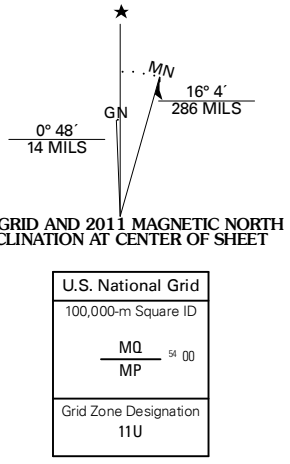 ★
MN
16° 4´
286 MILS
GN
0° 48´
14 MILS
GRID AND 2011 MAGNETIC NORTH
CLINATION AT CENTER OF SHEET
U.S. National Grid
100,000-m Square ID
MQ
54 00
MP
Grid Zone Designation
11U